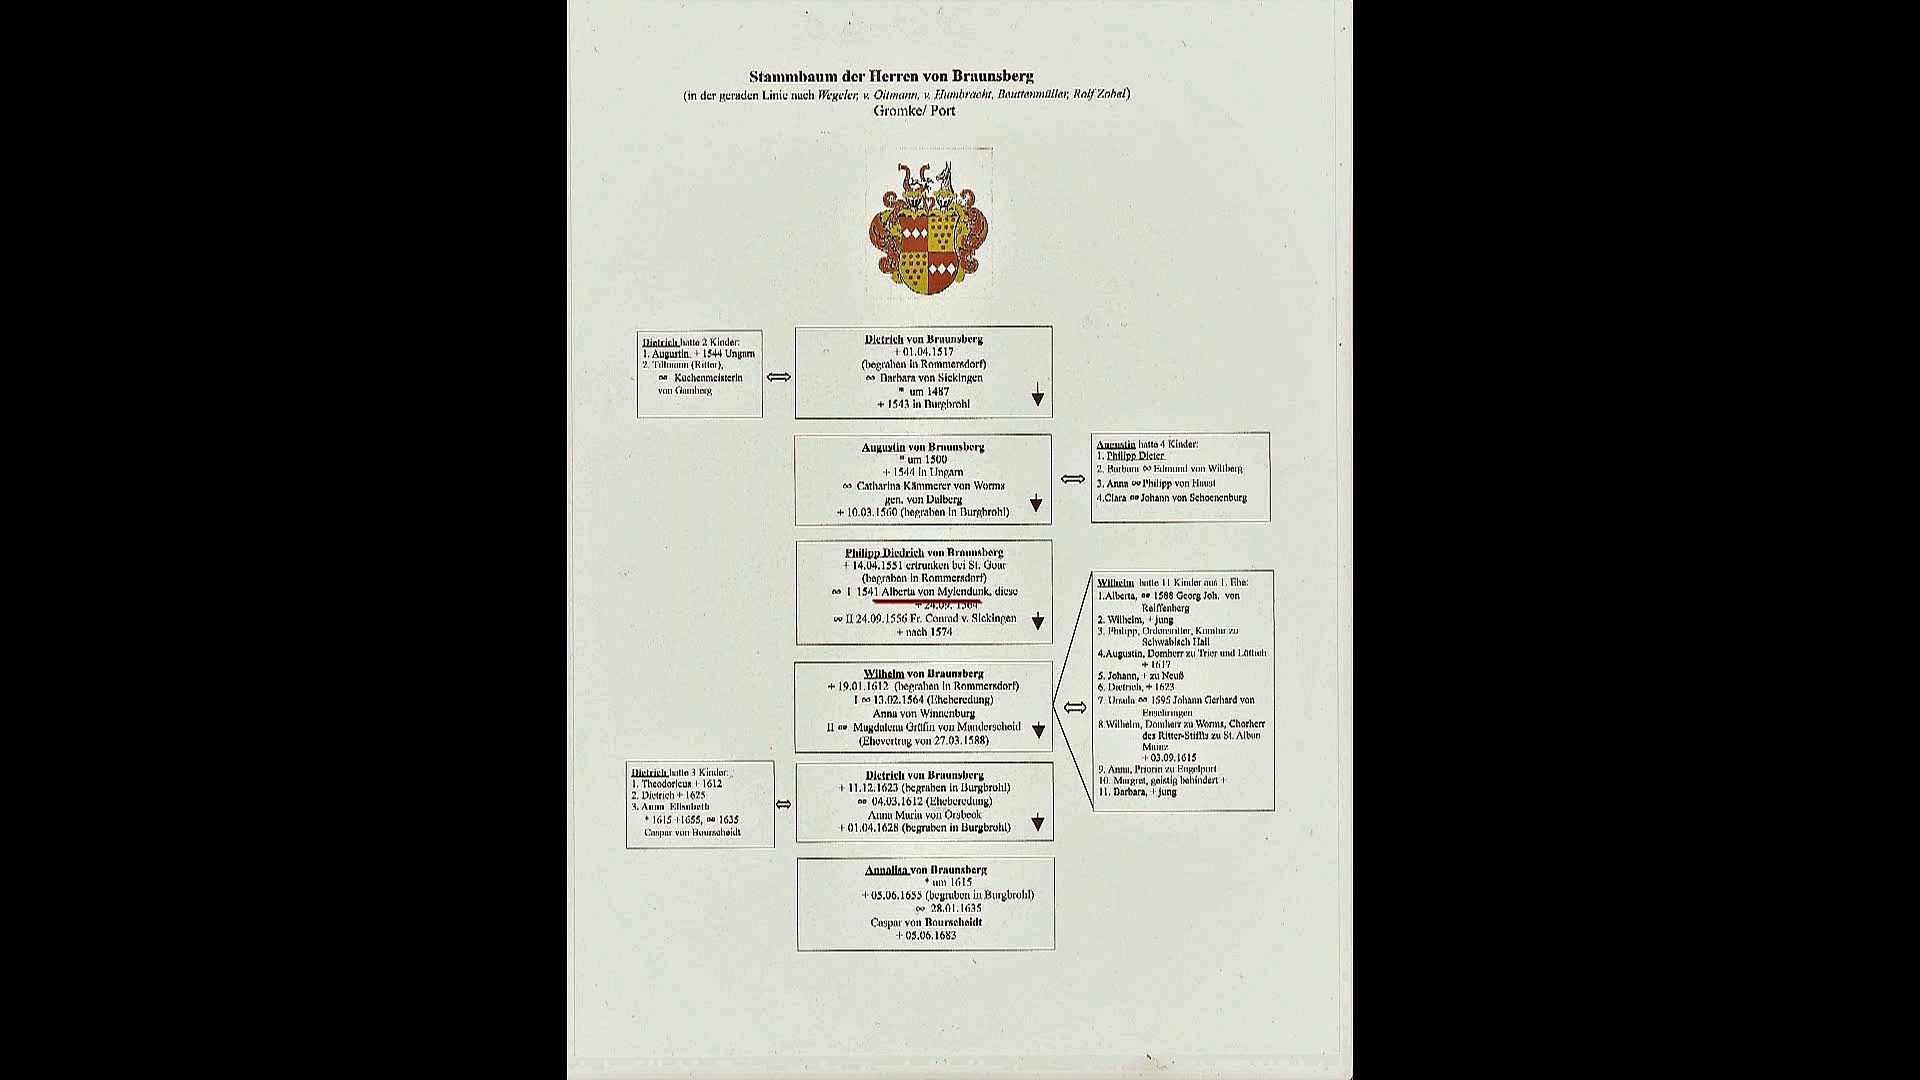 Stammbaum der Herren von Braunsberg
(in der geraden Linie nach Wegeler, v. Oitmann, v. Humbracht, Beuttenmüller, Rolf Zobel)
Gromke/ Port
Dietrich hatte 2 Kinder:
1. Augustin + 1544 Ungarn
2. Tillmann (Ritter),
∞ Küchenmeisterin
von Gamberg
Dietrich von Braunsberg
+ 01.04.1517
(begraben in Rommersdorf)
∞ Barbara von Sickingen
* um 1487
+ 1543 in Burgbrohl
Augustin von Braunsberg
* um 1500
+ 1544 in Ungarn
∞ Catharina Kämmerer von Worms
gen. von Dalberg
+ 10.03.1560 (begraben in Burgbrohl)
Augustin hatte 4 Kinder:
1. Philipp Dieter
2. Barbara ∞ Edmund von Wiltberg
3. Anna ∞ Philipp von Haust
4.Clara ∞ Johann von Schoenenburg
Philipp Diedrich von Braunsberg
+ 14.04.1551 ertrunken bei St. Goar
(begraben in Rommersdorf)
∞ I 1541 Alberta von Mylendunk, diese
+ 24.09. 1564
∞ II 24.09.1556 Fr. Conrad v. Sickingen
+ nach 1574
Wilhelm von Braunsberg
+ 19.01.1612 (begraben in Rommersdorf)
I ∞ 13.02.1564 (Eheberedung)
Anna von Winnenburg
II ∞ Magdalena Gräfin von Manderscheid
(Ehevertrag von 27.03.1588)
Wilhelm hatte 11 Kinder aus 1. Ehe:
1.Alberta, ∞ 1588 Georg Joh. von
Reiffenberg
2. Wilhelm, + jung
3. Philipp, Ordensritter, Komtur zu
Schwäbisch Hall
4.Augustin, Domherr zu Trier und Lüttich
+ 1617
5. Johann, + zu Neuß
6. Dietrich, + 1623
7. Ursula ∞ 1595 Johann Gerhard von
Enschringen
8.Wilhelm, Domherr zu Worms, Chorherr
des Ritter-Stiffts zu St. Alban
Mainz
+ 03.09.1615
9. Anna, Priorin zu Engelport
10. Margret, geistig behindert +
11. Barbara, + jung
Dietrich hatte 3 Kinder:
1. Theodoricus + 1612
2. Dietrich + 1625
3. Anna Elisabeth
* 1615 +1655, ∞ 1635
Caspar von Bourscheidt
Dietrich von Braunsberg
+ 11.12.1623 (begraben in Burgbrohl)
∞ 04.03.1612 (Eheberedung)
Anna Maria von Orsbeck
+ 01.04.1628 (begraben in Burgbrohl)
Annalisa von Braunsberg
* um 1615
+ 05.06.1655 (begraben in Burgbrohl)
∞ 28.01.1635
Caspar von Bourscheidt
+ 05.06.1683